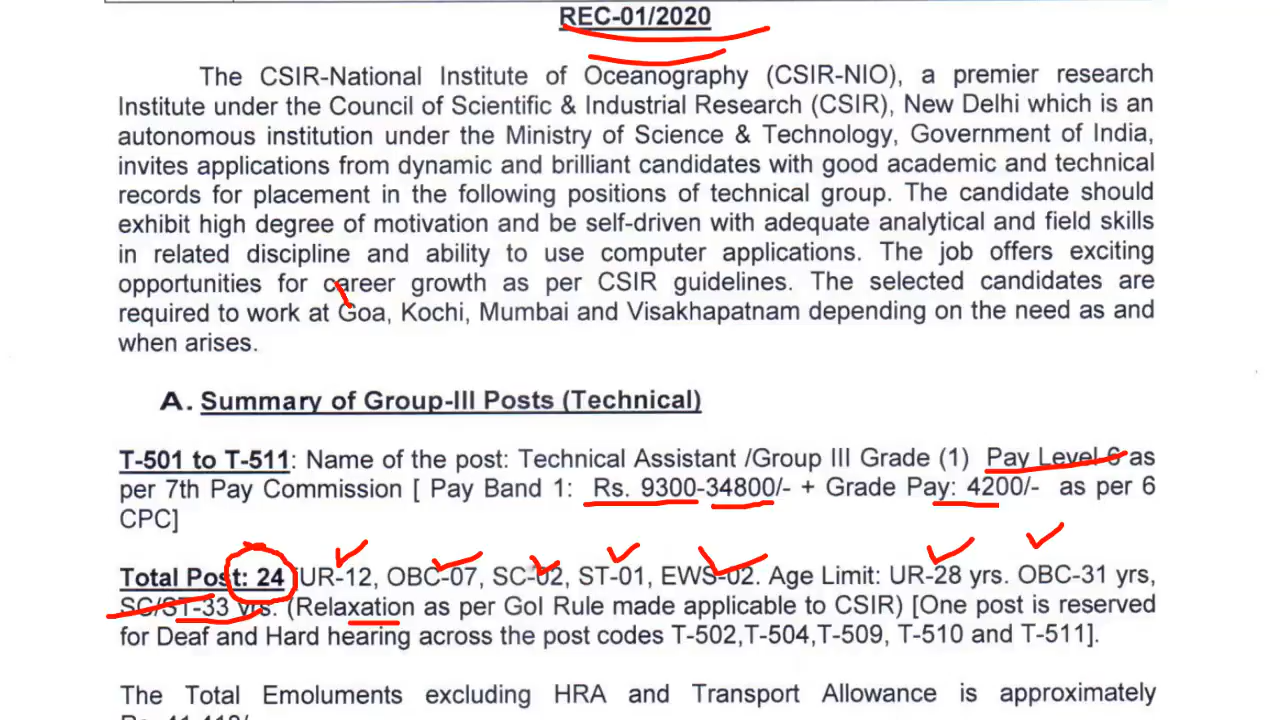 REC-01/2020
The CSIR-National Institute of Oceanography (CSIR-NIO), a premier research
Institute under the Council of Scientific & Industrial Research (CSIR), New Delhi which is an
autonomous institution under the Ministry of Science & Technology, Government of India,
invites applications from dynamic and brilliant candidates with good academic and technical
records for placement in the following positions of technical group. The candidate should
exhibit high degree of motivation and be self-driven with adequate analytical and field skills
in related discipline and ability to use computer applications. The job offers exciting
opportunities for career growth as per CSIR guidelines. The selected candidates are
required to work at Goa, Kochi, Mumbai and Visakhapatnam depending on the need as and
when arises.
A. Summary of Group-III Posts (Technical)
T-501 to T-511: Name of the post: Technical Assistant /Group III Grade (1) Pay Level 6 as
per 7th Pay Commission [ Pay Band 1: Rs. 9300-34800/- + Grade Pay: 4200/- as per 6
CPC]
Total Post: 24 [UR-12, OBC-07, SC-02, ST-01, EWS-02. Age Limit: UR-28 yrs. OBC-31 yrs,
SC/ST-33 yrs. (Relaxation as per GoI Rule made applicable to CSIR) [One post is reserved
for Deaf and Hard hearing across the post codes T-502,T-504,T-509, T-510 and T-511].
The Total Emoluments excluding HRA and Transport Allowance is approximately